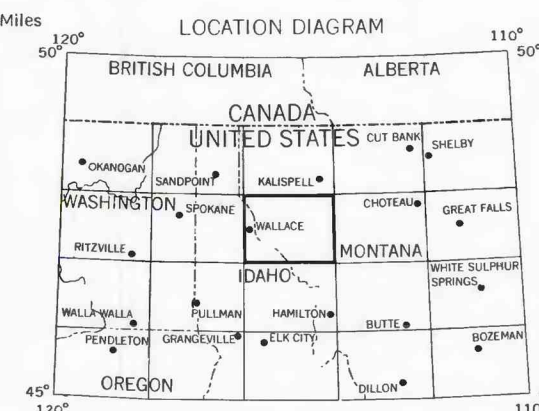 Miles
LOCATION DIAGRAM
120° 110°
50° 50°
BRITISH COLUMBIA ALBERTA
CANADA
UNITED STATES
CUT BANK SHELBY
OKANOGAN
SANDPOINT KALISPELL
WASHINGTON SPOKANE CHOTEAU GREAT FALLS
WALLACE
RITZVILLE MONTANA
IDAHO WHITE SULPHUR
SPRINGS
WALLA WALLA PULLMAN HAMILTON
PENDLETON GRANGEVILLE ELK CITY BUTTE BOZEMAN
OREGON DILLON
45°
120° 110